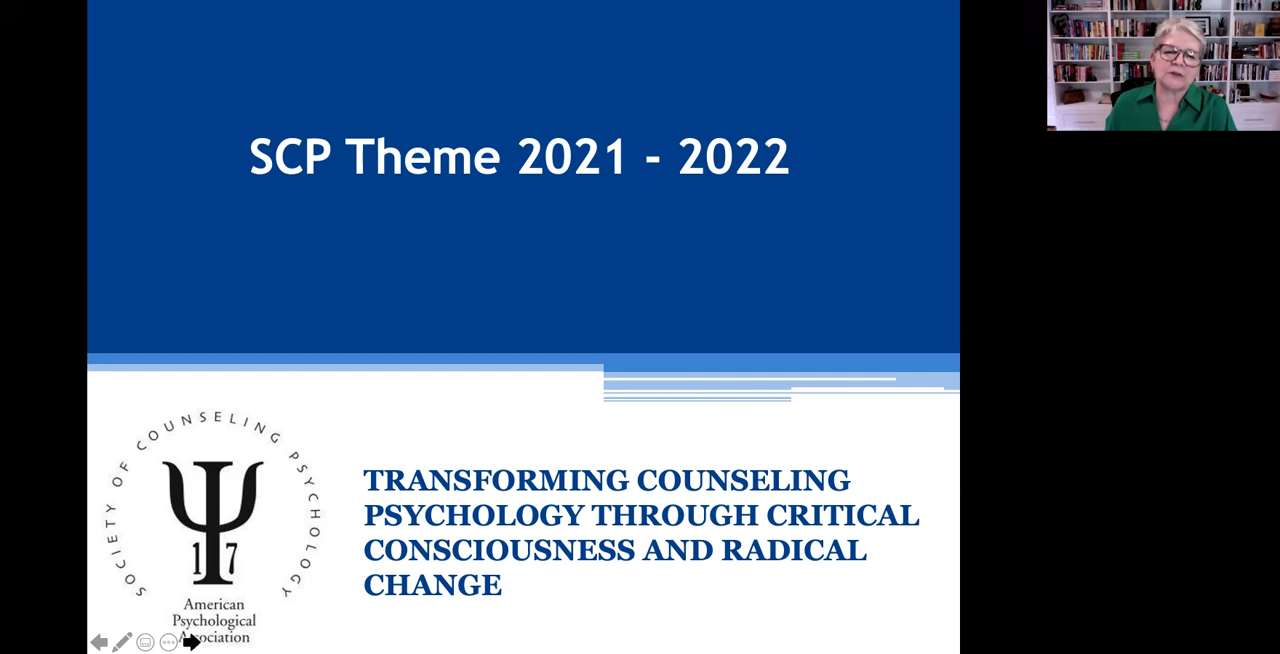 SCP Theme 2021 - 2022
SOCIETY OF COUNSELING PSYCHOLOGY
17
American
Psychological
Association
TRANSFORMING COUNSELING
PSYCHOLOGY THROUGH CRITICAL
CONSCIOUSNESS AND RADICAL
CHANGE